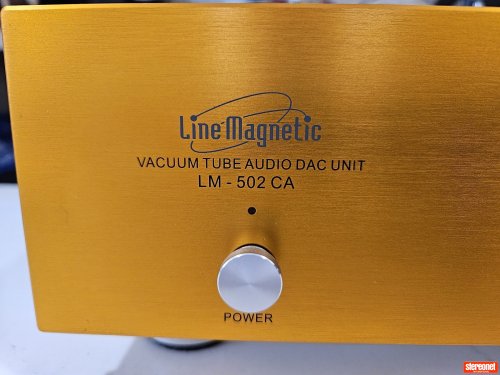 Line Magnetic
VACUUM TUBE AUDIO DAC UNIT
LM - 502 CA
POWER
stereonet